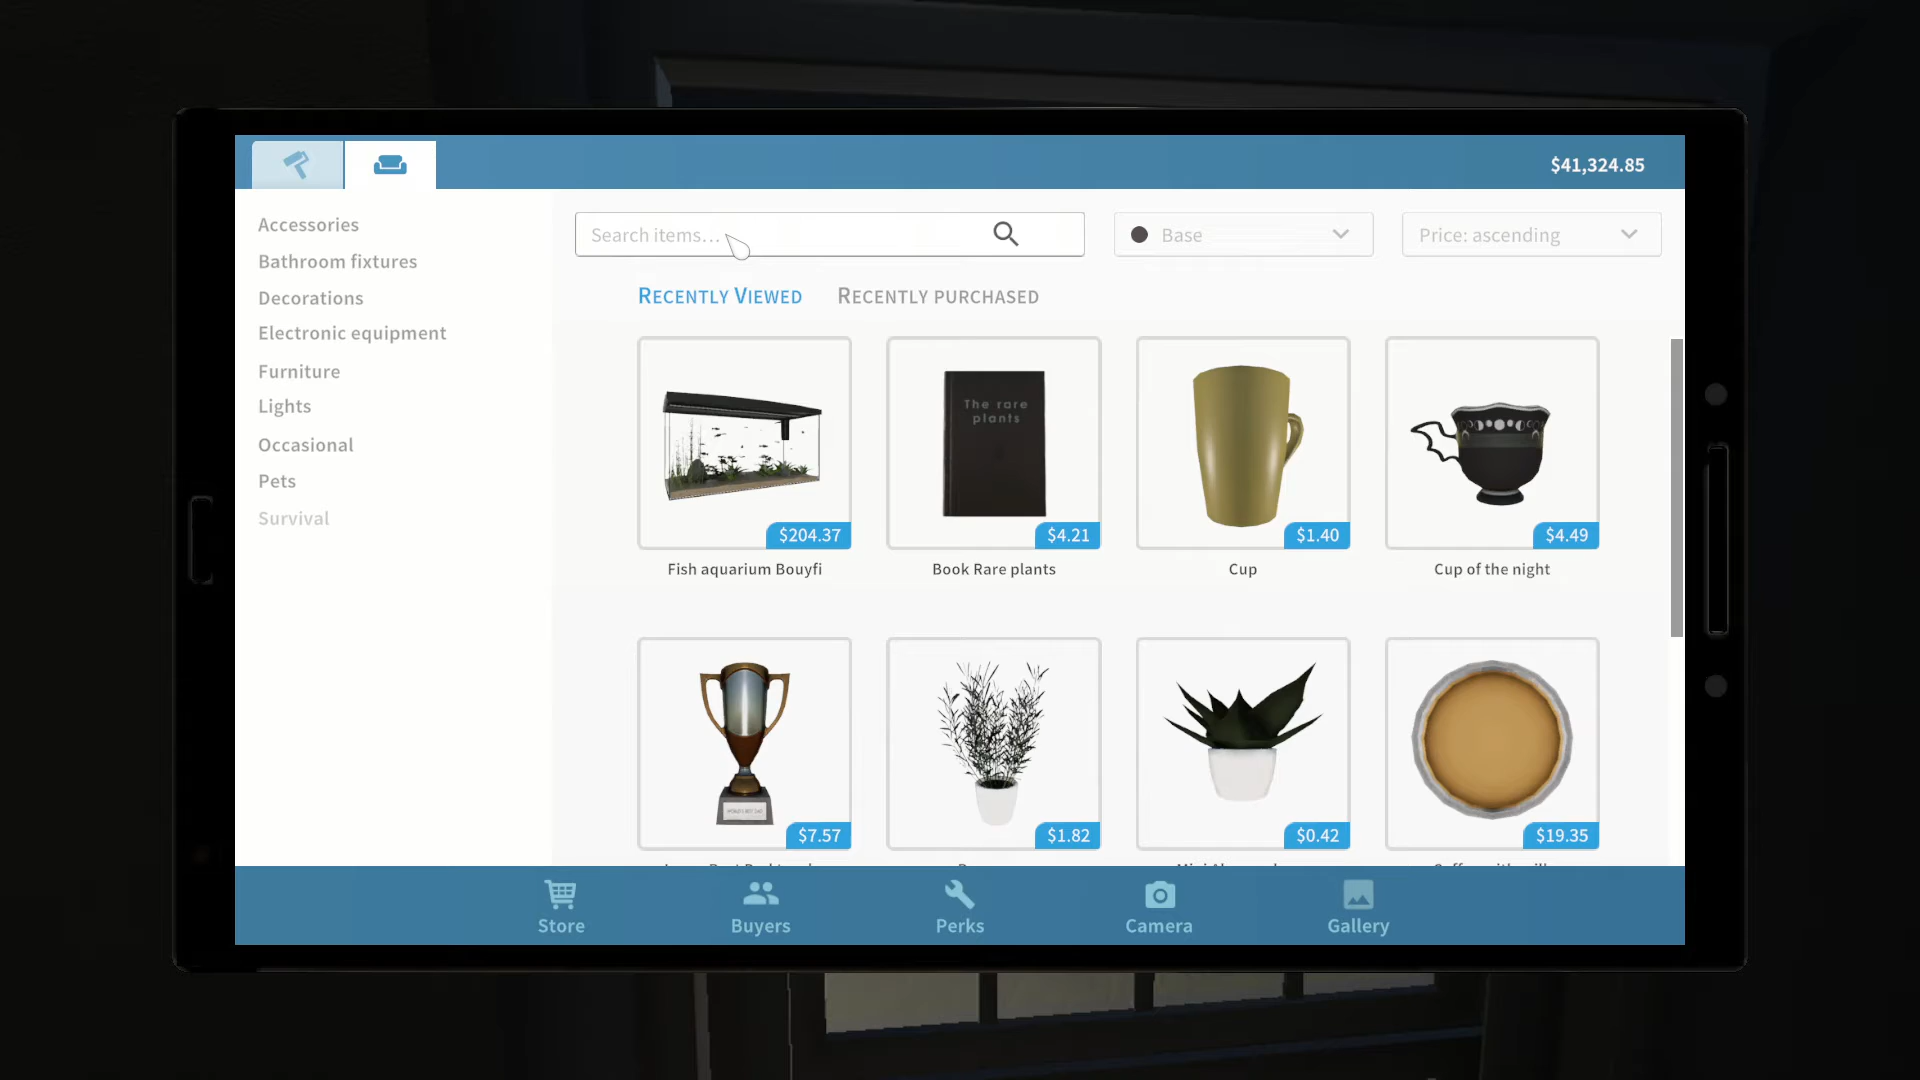 $41,324.85
Accessories
Bathroom fixtures
Decorations
Electronic equipment
Furniture
Lights
Occasional
Pets
Survival
Search items...
Base
Price: ascending
RECENTLY VIEWED
RECENTLY PURCHASED
The rare
plants
$204.37
$4.21
$1.40
$4.49
Fish aquarium Bouyfi
Book Rare plants
Cup
Cup of the night
$7.57
$1.82
$0.42
$19.35
Store
Buyers
Perks
Camera
Gallery